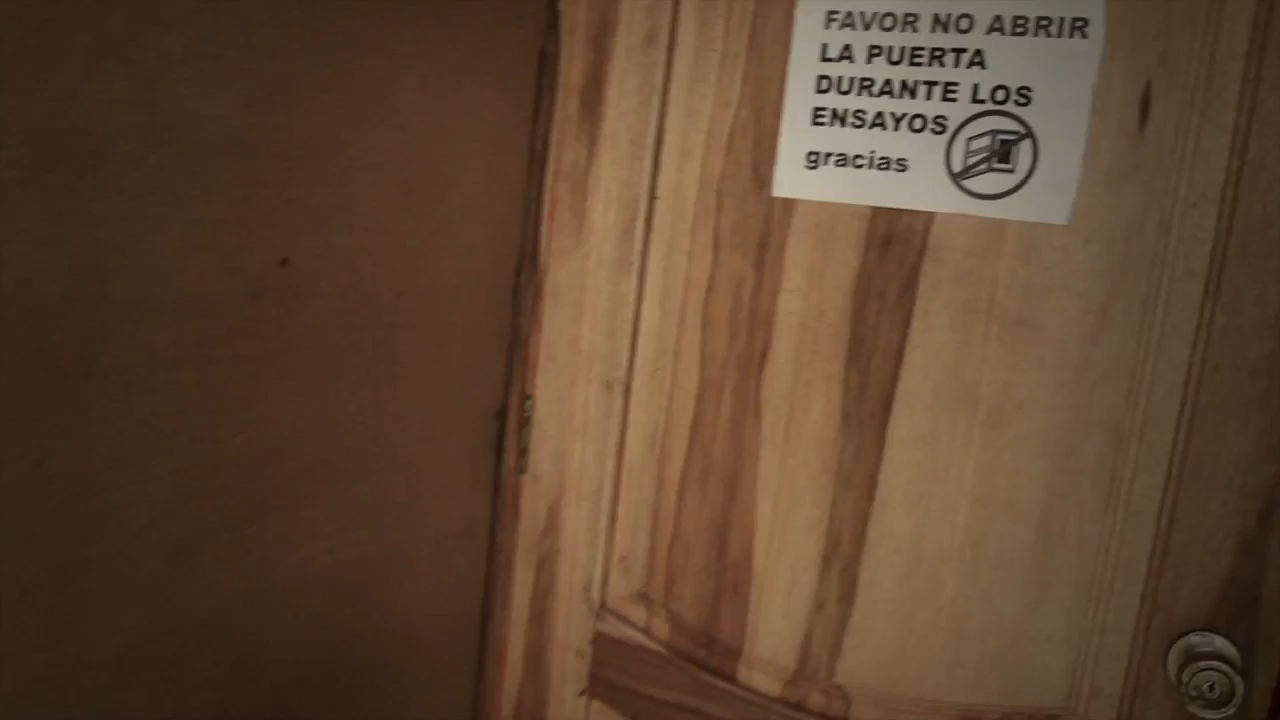 FAVOR NO ABRIR
LA PUERTA
DURANTE LOS
ENSAYOS
gracias